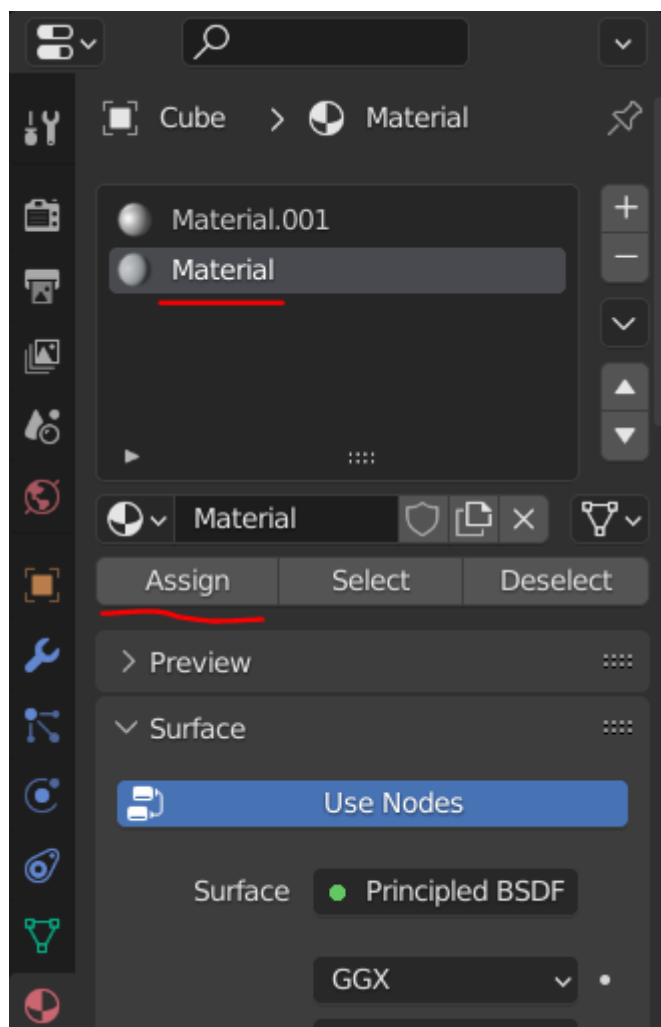 Cube > Material
Material.001
Material
Material
Assign Select Deselect
Preview
Surface
Use Nodes
Surface Principled BSDF
GGX